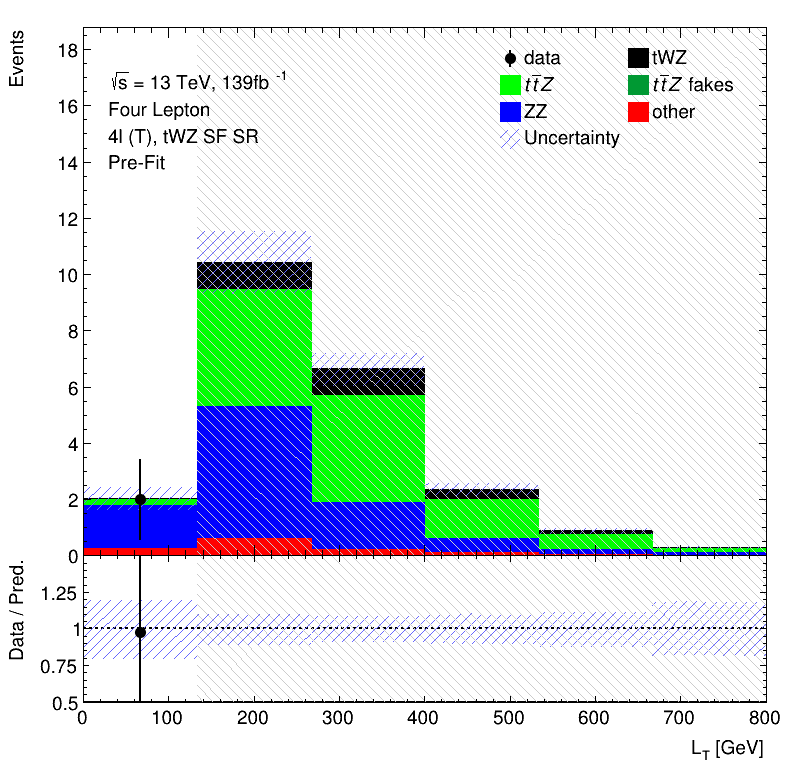 Events
18
16
14
12
10
8
6
4
2
0
√s = 13 TeV, 139fb⁻¹
Four Lepton
4l (T), tWZ SF SR
Pre-Fit
data
tWZ
tt̄Z
tt̄Z fakes
ZZ
other
Uncertainty
Data / Pred.
1.25
1
0.75
0.5
0 100 200 300 400 500 600 700 800
L_T [GeV]